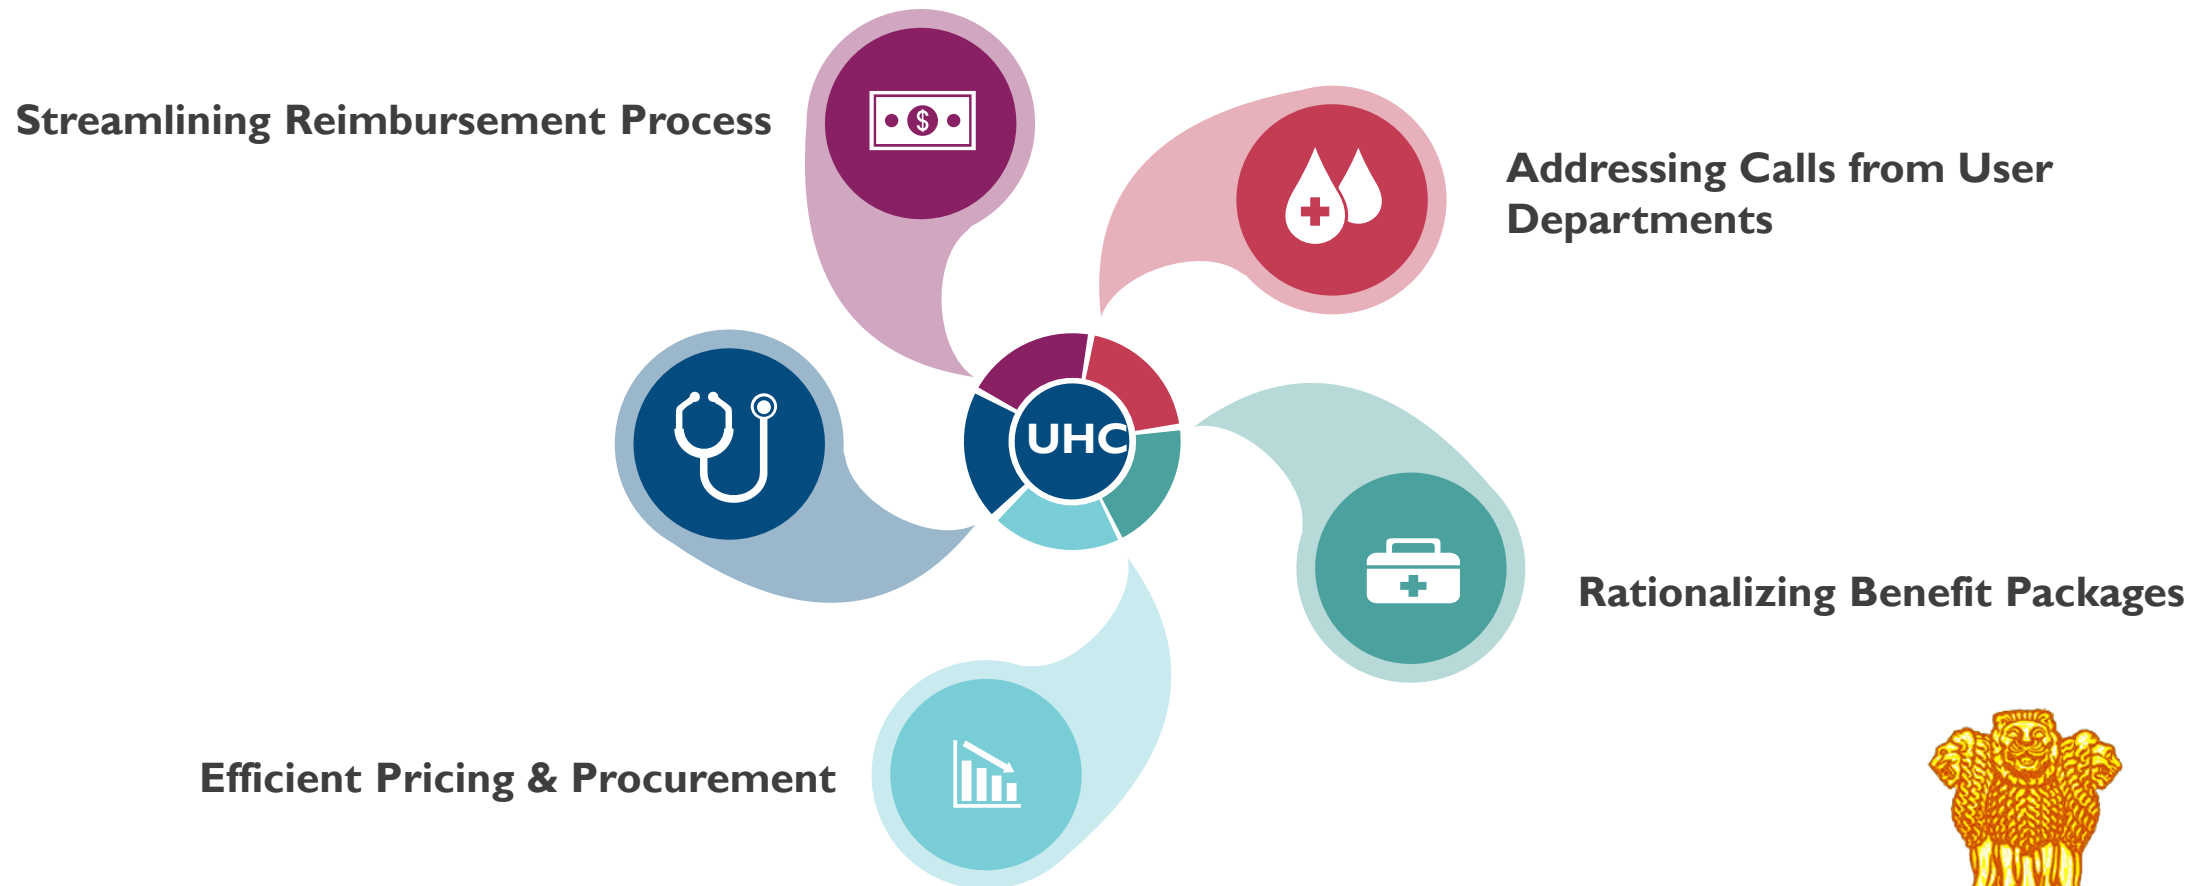 Streamlining Reimbursement Process
$
Addressing Calls from User
Departments
UHC
Rationalizing Benefit Packages
Efficient Pricing & Procurement